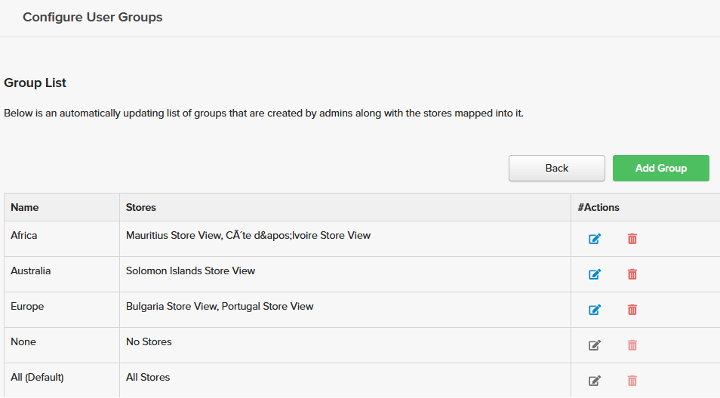 Configure User Groups
Group List
Below is an automatically updating list of groups that are created by admins along with the stores mapped into it.
Back Add Group
Name Stores #Actions
Africa Mauritius Store View, CÃ´te d&apos;Ivoire Store View
Australia Solomon Islands Store View
Europe Bulgaria Store View, Portugal Store View
None No Stores
All (Default) All Stores